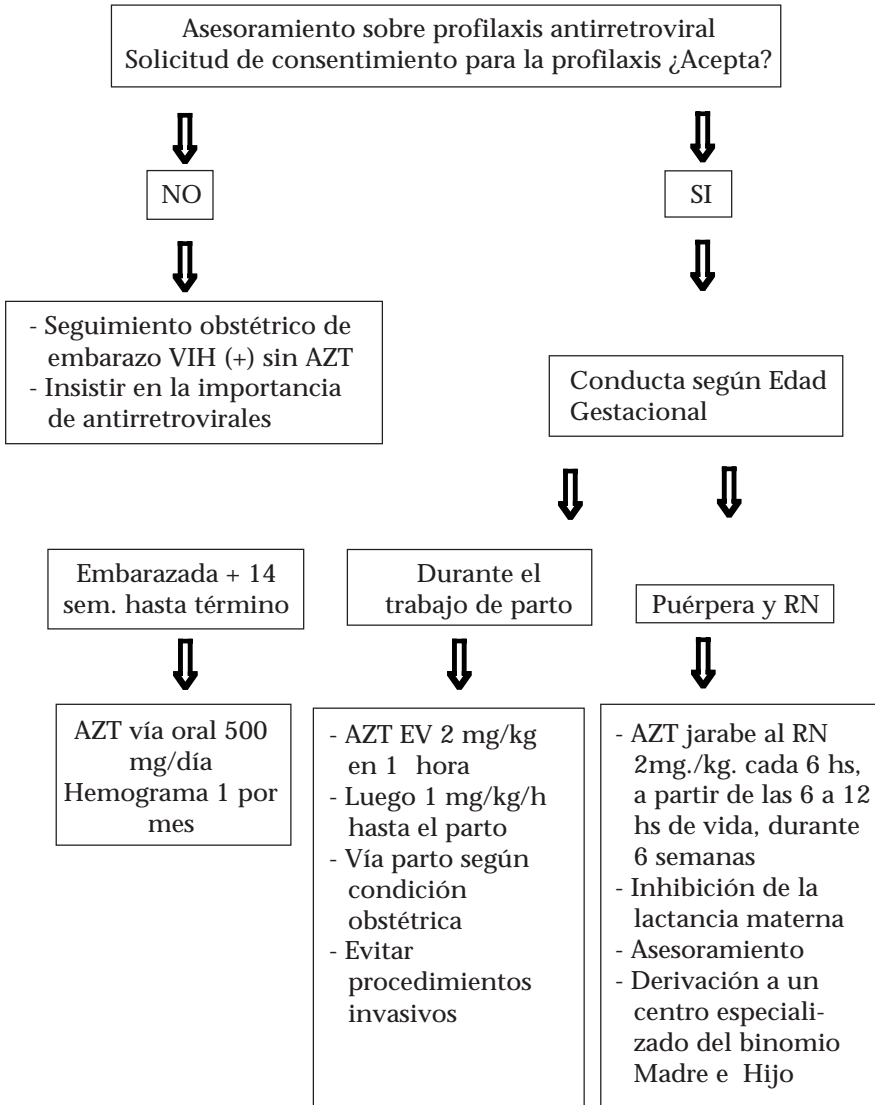 Asesoramiento sobre profilaxis antirretroviral
Solicitud de consentimiento para la profilaxis ¿Acepta?
NO
SI
- Seguimiento obstétrico de
embarazo VIH (+) sin AZT
- Insistir en la importancia
de antirretrovirales
Conducta según Edad
Gestacional
Embarazada + 14
sem. hasta término
Durante el
trabajo de parto
Puérpera y RN
AZT vía oral 500
mg/día
Hemograma 1 por
mes
- AZT EV 2 mg/kg
en 1 hora
- Luego 1 mg/kg/h
hasta el parto
- Vía parto según
condición
obstétrica
- Evitar
procedimientos
invasivos
- AZT jarabe al RN
2mg./kg. cada 6 hs,
a partir de las 6 a 12
hs de vida, durante
6 semanas
- Inhibición de la
lactancia materna
- Asesoramiento
- Derivación a un
centro especiali-
zado del binomio
Madre e Hijo